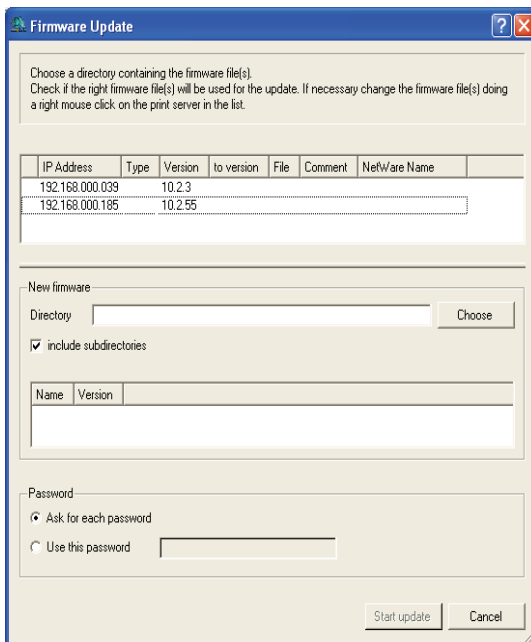 Firmware Update
Choose a directory containing the firmware file(s).
Check if the right firmware file(s) will be used for the update. If necessary change the firmware file(s) doing
a right mouse click on the print server in the list.
IP Address Type Version to version File Comment NetWare Name
192.168.000.039 10.2.3
192.168.000.185 10.2.55
New firmware
Directory Choose
include subdirectories
Name Version
Password
Ask for each password
Use this password
Start update Cancel